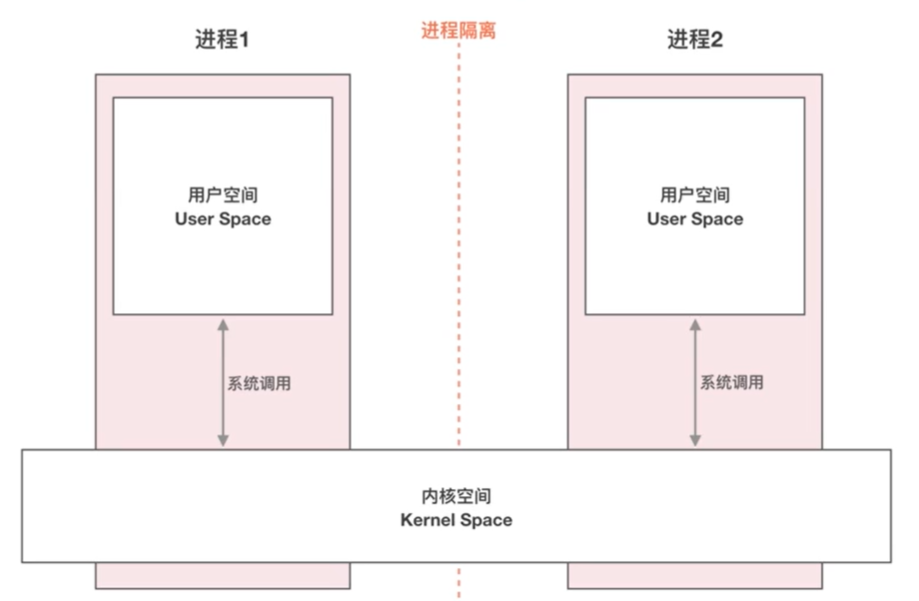 进程1
进程隔离
进程2
用户空间
User Space
用户空间
User Space
系统调用
系统调用
内核空间
Kernel Space